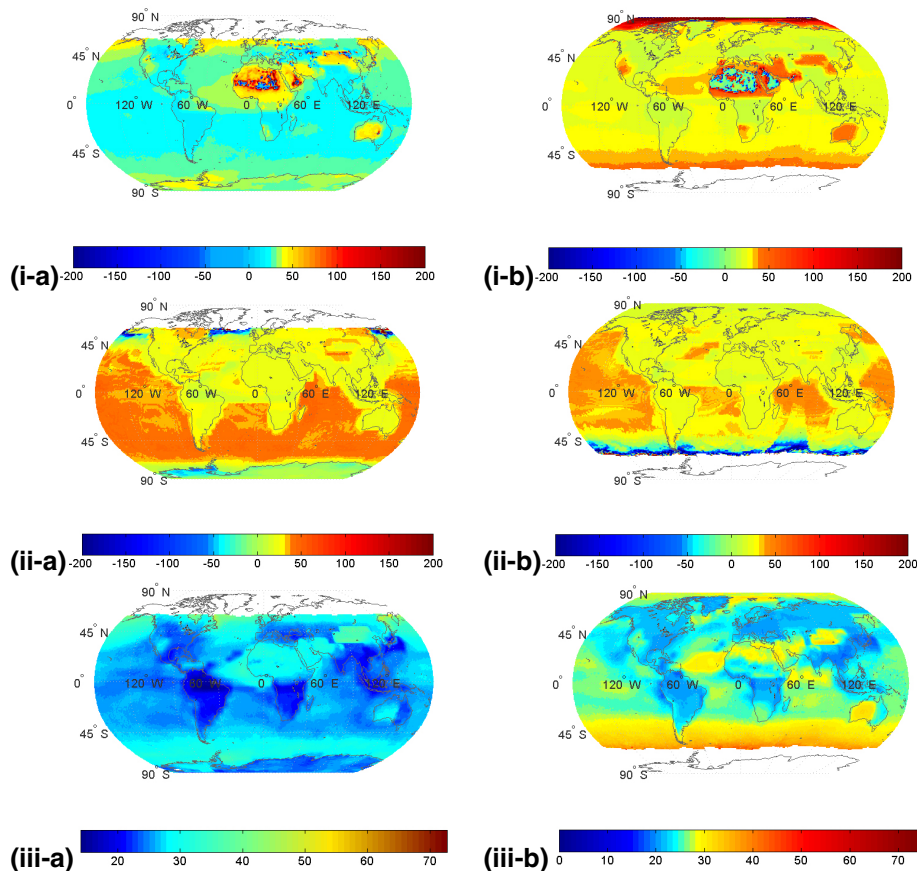 90° N 90° N
45° N 45° N
0° 120° W 60° W 0° 60° E 120° E 0° 120° W 60° W 0° 60° E 120° E
45° S 45° S
90° S 90° S
(i-a) -200 -150 -100 -50 0 50 100 150 200 (i-b) -200 -150 -100 -50 0 50 100 150 200
90° N 90° N
45° N 45° N
0° 120° W 60° W 0° 60° E 120° E 0° 120° W 60° W 0° 60° E 120° E
45° S 45° S
90° S 90° S
(ii-a) -200 -150 -100 -50 0 50 100 150 200 (ii-b) -200 -150 -100 -50 0 50 100 150 200
90° N 90° N
45° N 45° N
0° 120° W 60° W 0° 60° E 120° E 0° 120° W 60° W 0° 60° E 120° E
45° S 45° S
90° S 90° S
(iii-a) 20 30 40 50 60 70 (iii-b) 0 10 20 30 40 50 60 70